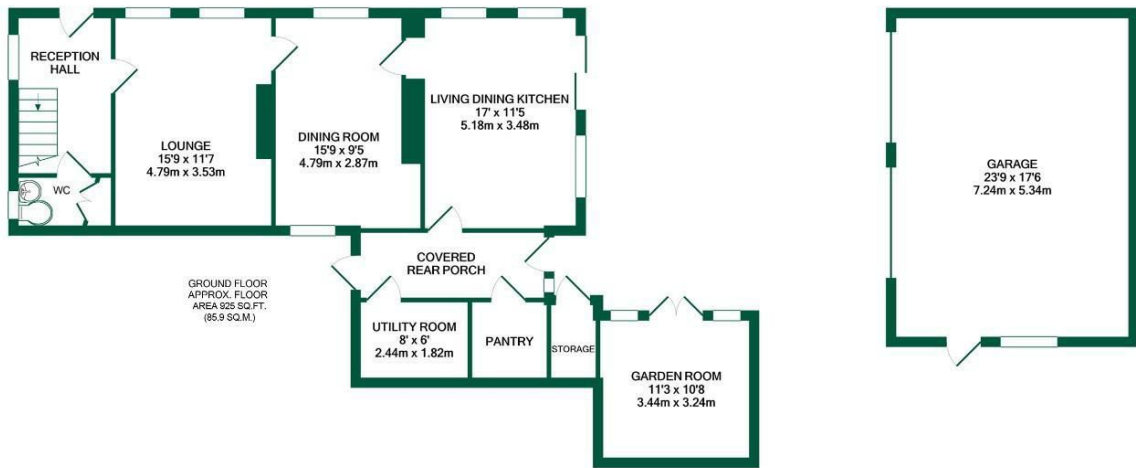 RECEPTION
HALL
WC
LOUNGE
15'9 x 11'7
4.79m x 3.53m
DINING ROOM
15'9 x 9'5
4.79m x 2.87m
LIVING DINING KITCHEN
17' x 11'5
5.18m x 3.48m
COVERED
REAR PORCH
GROUND FLOOR
APPROX. FLOOR
AREA 925 SQ.FT.
(85.9 SQ.M.)
UTILITY ROOM
8' x 6'
2.44m x 1.82m
PANTRY
STORAGE
GARDEN ROOM
11'3 x 10'8
3.44m x 3.24m
GARAGE
23'9 x 17'6
7.24m x 5.34m